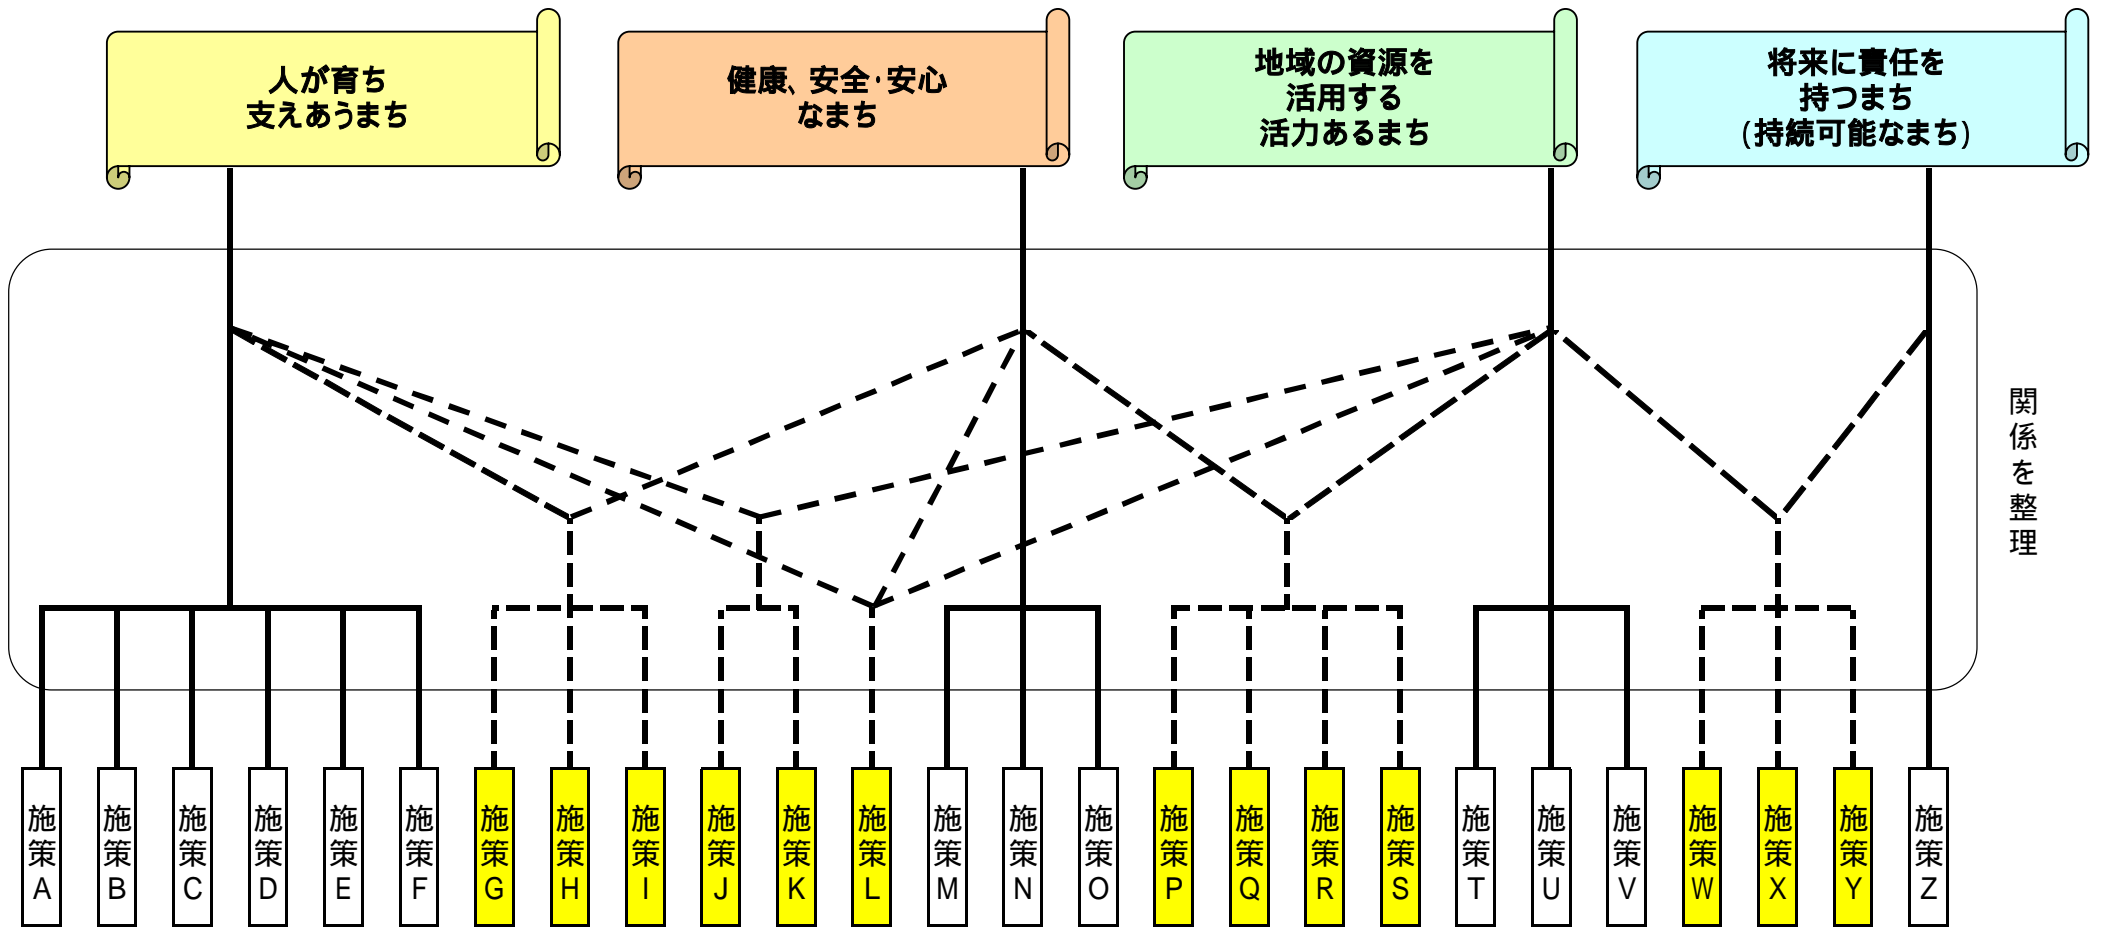 人が育ち
支えあうまち
健康、安全・安心
なまち
地域の資源を
活用する
活力あるまち
将来に責任を
持つまち
(持続可能なまち)
関係を整理
施策A
施策B
施策C
施策D
施策E
施策F
施策G
施策H
施策I
施策J
施策K
施策L
施策M
施策N
施策O
施策P
施策Q
施策R
施策S
施策T
施策U
施策V
施策W
施策X
施策Y
施策Z